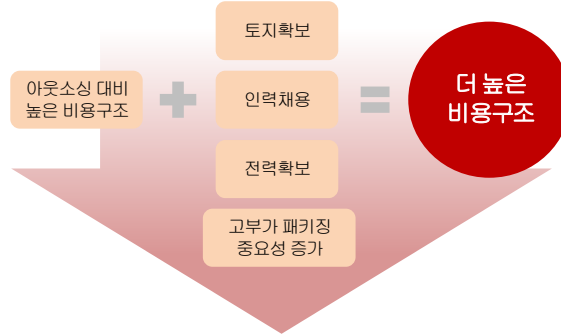 토지확보
아웃소싱 대비
높은 비용구조
인력채용
더 높은
비용구조
전력확보
고부가 패키징
중요성 증가